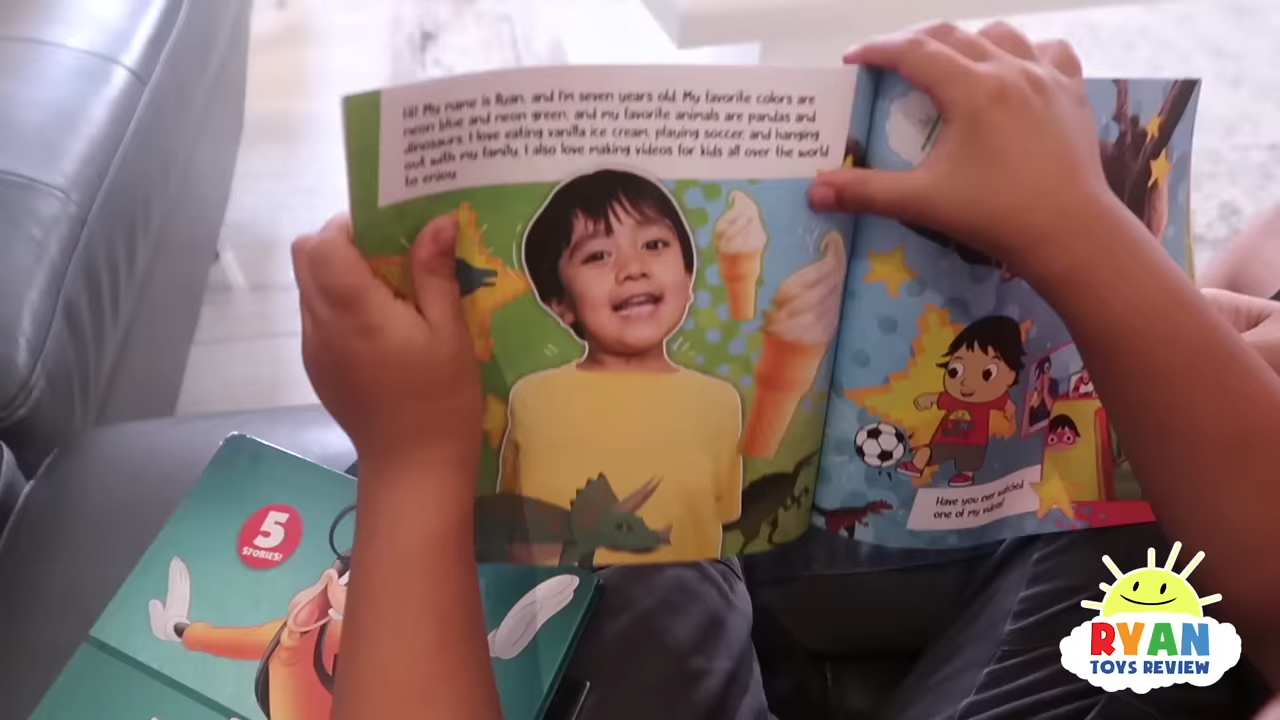 Hi! My name is Ryan, and I'm seven years old. My favorite colors are
neon blue and neon green, and my favorite animals are pandas and
dinosaurs. I love eating vanilla ice cream, playing soccer, and hanging
out with my family. I also love making videos for kids all over the world
to enjoy.
Have you ever watched
one of my videos?
5
STORIES!
RYAN
TOYS REVIEW